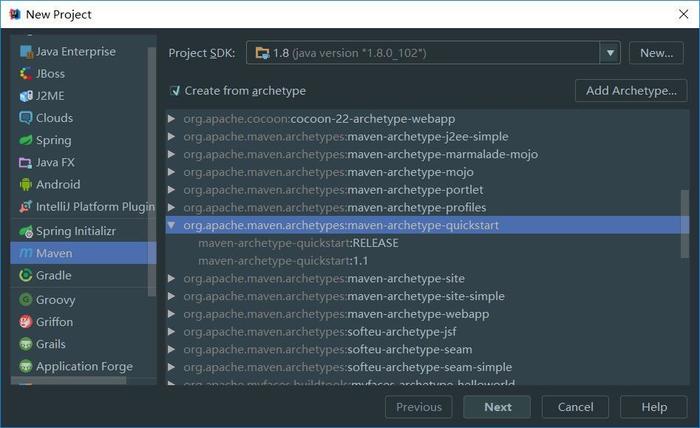 New Project
Java Enterprise
JBoss
J2ME
Clouds
Spring
Java FX
Android
IntelliJ Platform Plugin
Spring Initializr
Maven
Gradle
Groovy
Griffon
Grails
Application Forge
Project SDK: 1.8 (java version "1.8.0_102") New...
Create from archetype Add Archetype...
org.apache.cocoon:cocoon-22-archetype-webapp
org.apache.maven.archetypes:maven-archetype-j2ee-simple
org.apache.maven.archetypes:maven-archetype-marmalade-mojo
org.apache.maven.archetypes:maven-archetype-mojo
org.apache.maven.archetypes:maven-archetype-portlet
org.apache.maven.archetypes:maven-archetype-profiles
org.apache.maven.archetypes:maven-archetype-quickstart
maven-archetype-quickstart:RELEASE
maven-archetype-quickstart:1.1
org.apache.maven.archetypes:maven-archetype-site
org.apache.maven.archetypes:maven-archetype-site-simple
org.apache.maven.archetypes:maven-archetype-webapp
org.apache.maven.archetypes:softeu-archetype-jsf
org.apache.maven.archetypes:softeu-archetype-seam
org.apache.maven.archetypes:softeu-archetype-seam-simple
org.apache.myfaces.buildtools:myfaces-archetype-helloworld
Previous Next Cancel Help